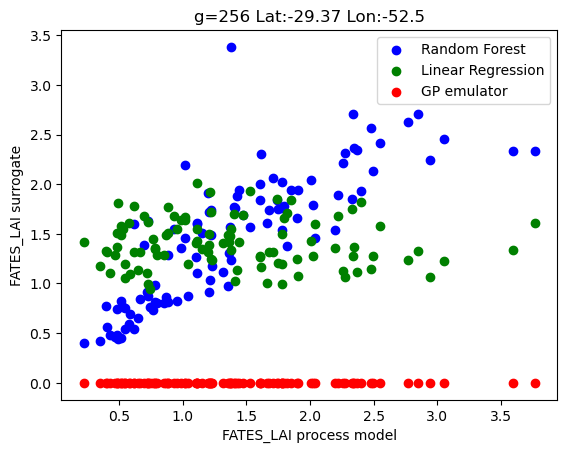 g=256 Lat:-29.37 Lon:-52.5
3.5
3.0
2.5
2.0
1.5
1.0
0.5
0.0
FATES_LAI surrogate
Random Forest
Linear Regression
GP emulator
0.5 1.0 1.5 2.0 2.5 3.0 3.5
FATES_LAI process model